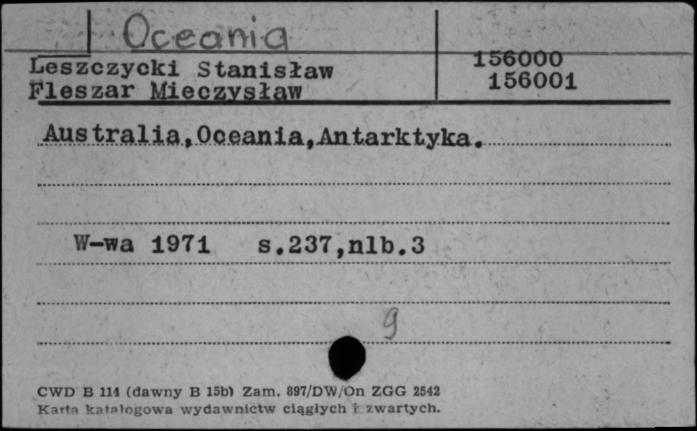 Oceania
Leszczycki Stanisław 156000
Fleszar Mieczysław 156001
Australia,Oceania,Antarktyka.
W-wa 1971 s.237,nlb.3
9
CWD B 114 (dawny B 15b) Zam. 897/DW/On ZGG 2542
Karta katalogowa wydawnictw ciągłych i zwartych.